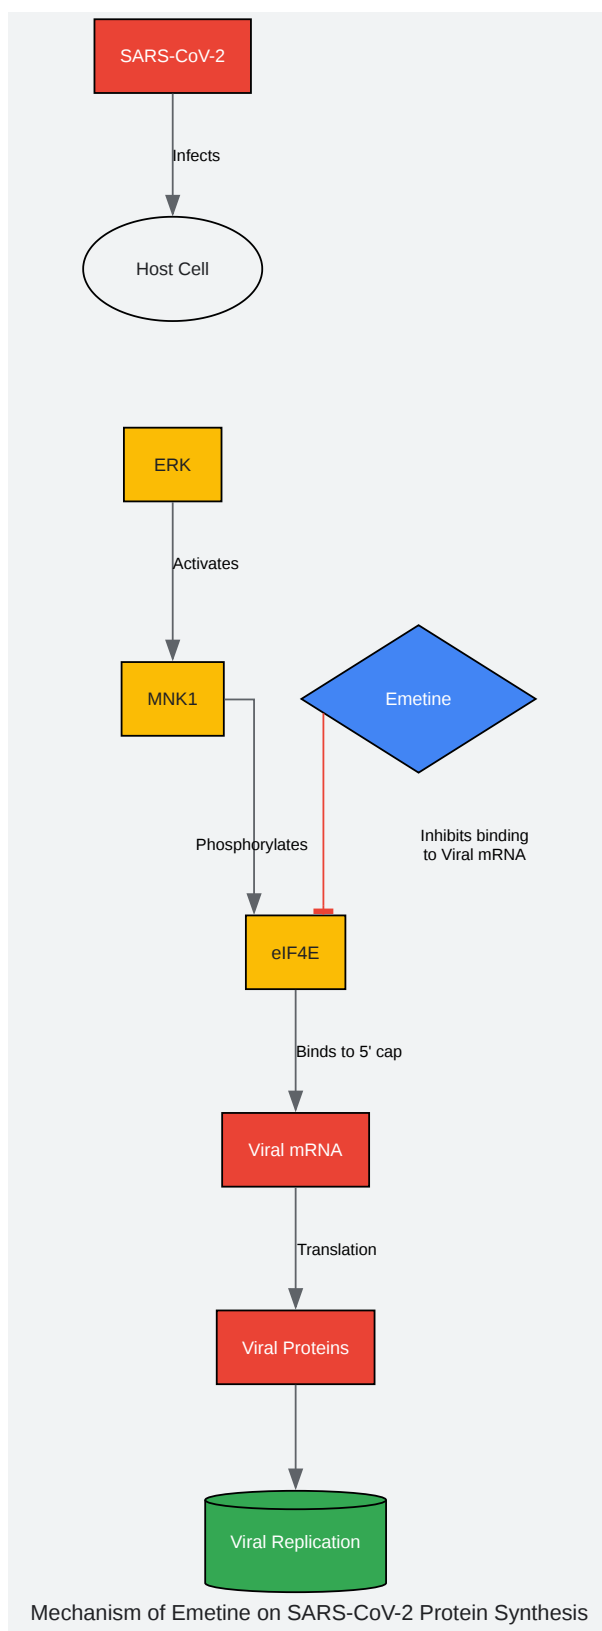 SARS-CoV-2
Infects
Host Cell
ERK
Activates
MNK1
Emetine
Phosphorylates
Inhibits binding
to Viral mRNA
eIF4E
Binds to 5' cap
Viral mRNA
Translation
Viral Proteins
Viral Replication
Mechanism of Emetine on SARS-CoV-2 Protein Synthesis